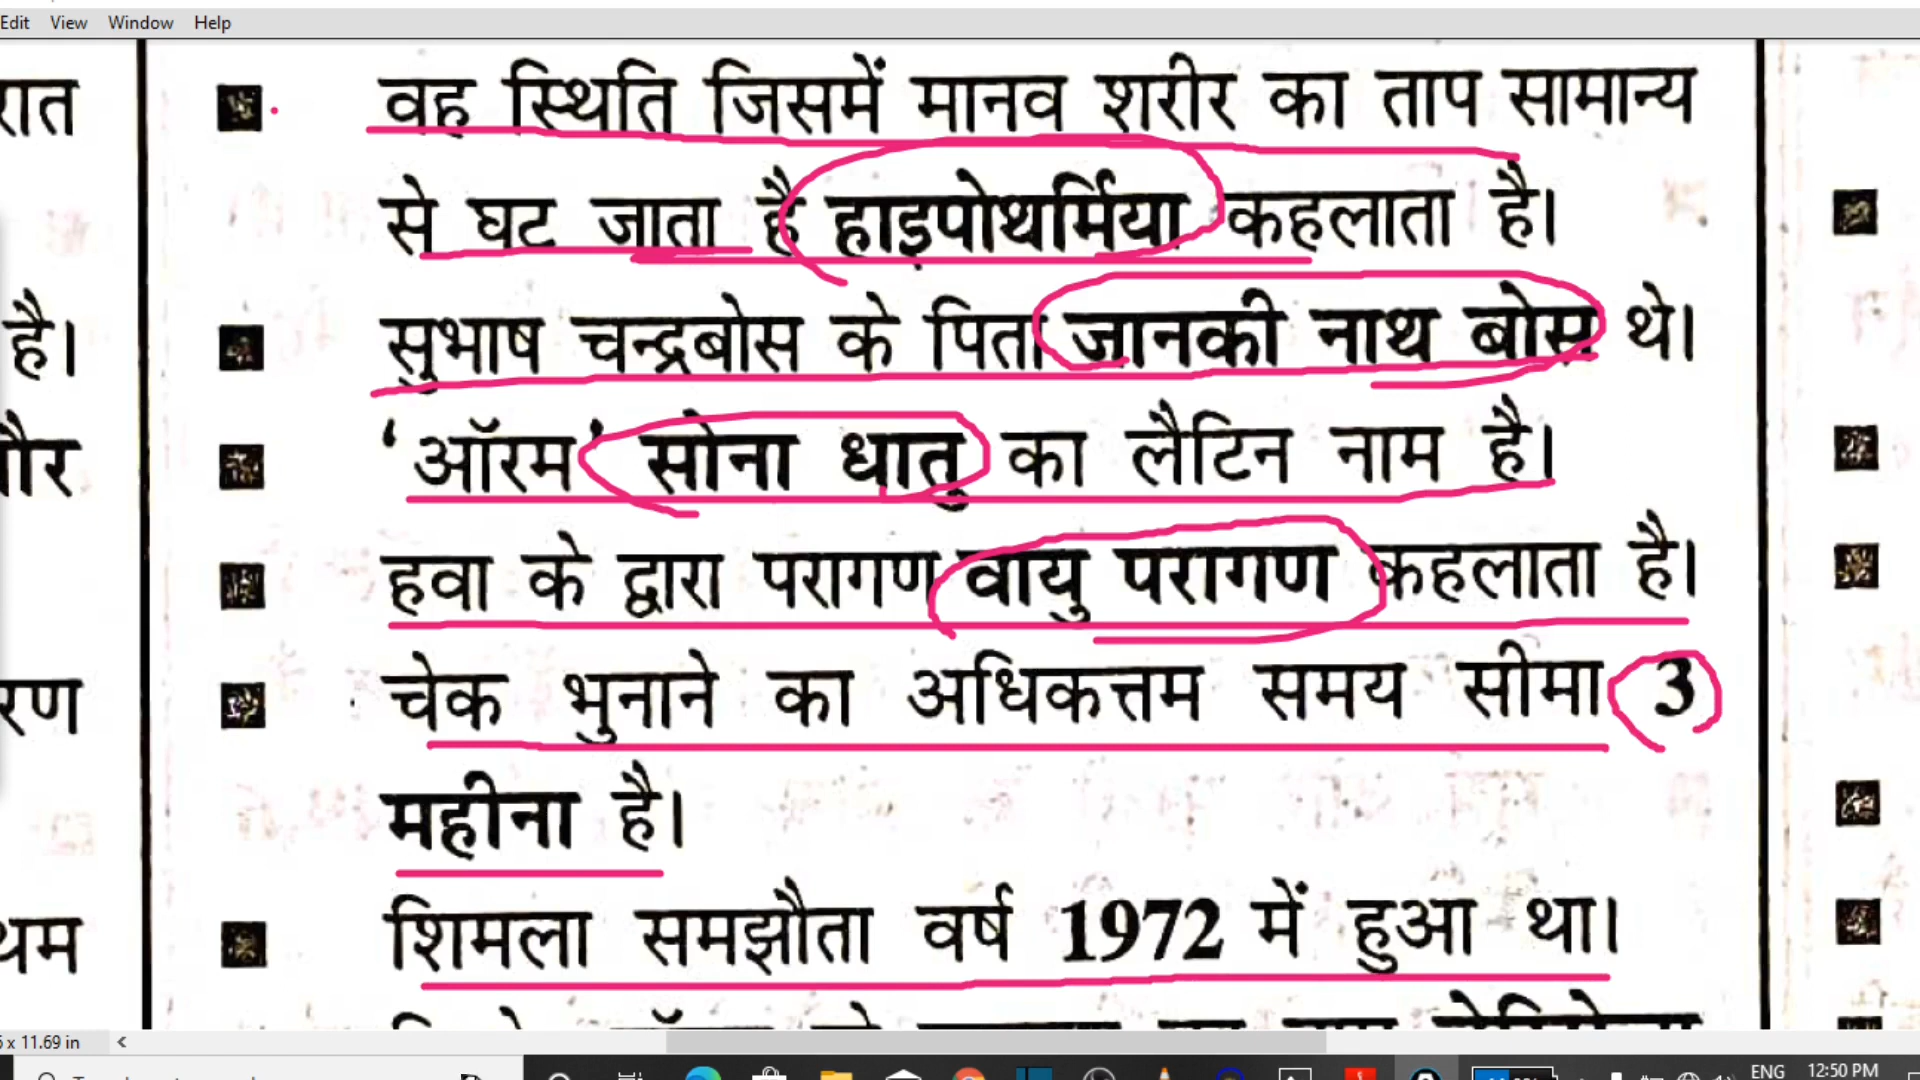 Edit View Window Help
वह स्थिति जिसमें मानव शरीर का ताप सामान्य
से घट जाता है हाइपोथर्मिया कहलाता है।
सुभाष चन्द्रबोस के पिता जानकी नाथ बोस थे।
‘ऑरम’ सोना धातु का लैटिन नाम है।
हवा के द्वारा परागण वायु परागण कहलाता है।
चेक भुनाने का अधिकत्तम समय सीमा 3
महीना है।
शिमला समझौता वर्ष 1972 में हुआ था।
है।
x 11.69 in
ENG 12:50 PM